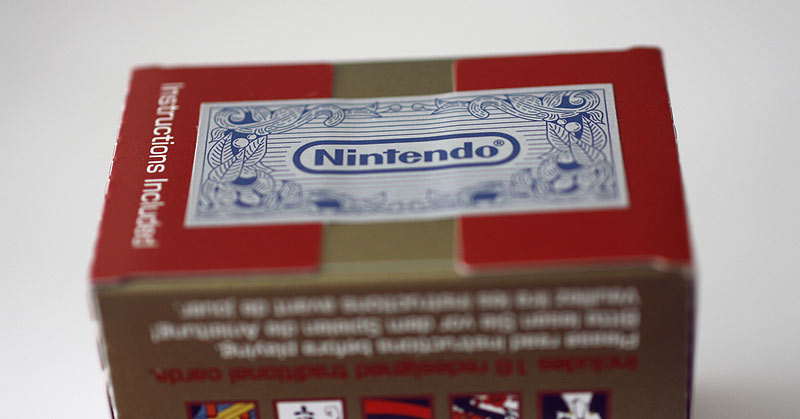 Instructions Included!
Nintendo®
Includes 16 redesigned traditional cards.
Please read instructions before playing.
Bitte lesen Sie vor dem Spielen die Anleitung!
Veuillez lire les instructions avant de jouer.